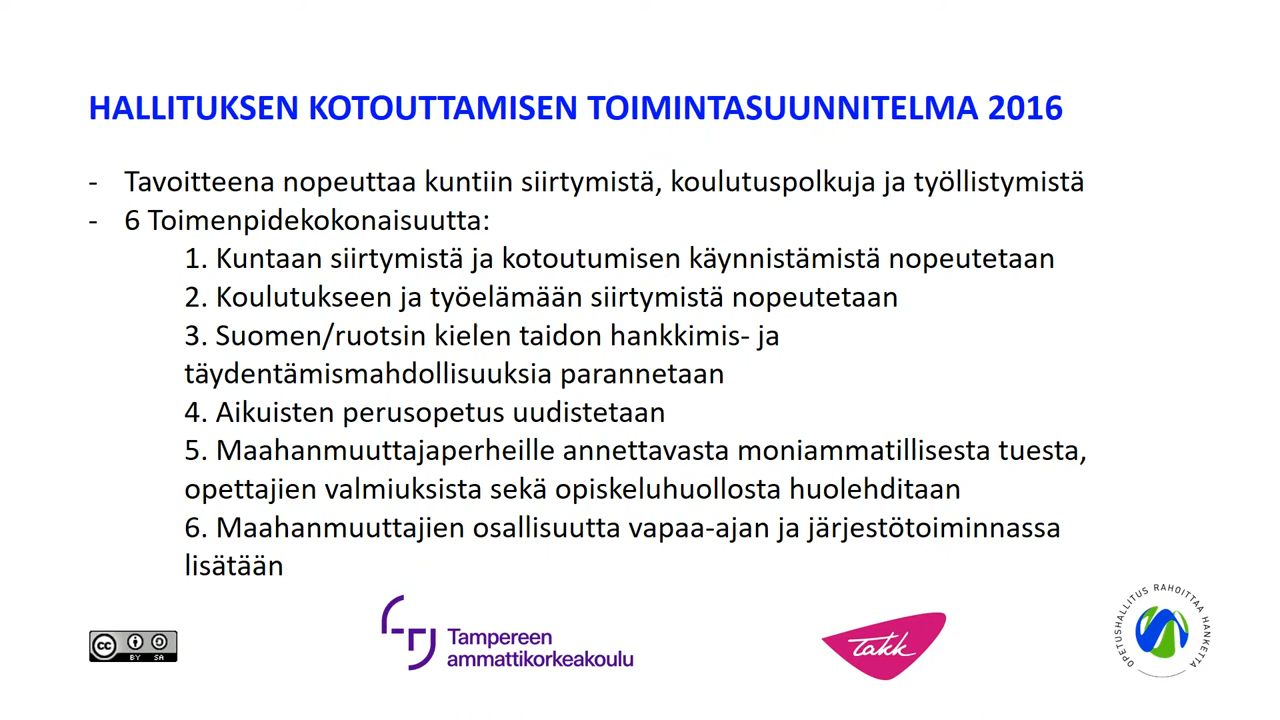 HALLITUKSEN KOTOUTTAMISEN TOIMINTASUUNNITELMA 2016
- Tavoitteena nopeuttaa kuntiin siirtymistä, koulutuspolkuja ja työllistymistä
- 6 Toimenpidekokonaisuutta:
1. Kuntaan siirtymistä ja kotoutumisen käynnistämistä nopeutetaan
2. Koulutukseen ja työelämään siirtymistä nopeutetaan
3. Suomen/ruotsin kielen taidon hankkimis- ja
täydentämismahdollisuuksia parannetaan
4. Aikuisten perusopetus uudistetaan
5. Maahanmuuttajaperheille annettavasta moniammatillisesta tuesta,
opettajien valmiuksista sekä opiskeluhuollosta huolehditaan
6. Maahanmuuttajien osallisuutta vapaa-ajan ja järjestötoiminnassa
lisätään
cc BY SA
Tampereen
ammattikorkeakoulu
takk
OPETUSHALLITUS RAHOITTAA HANKETTA